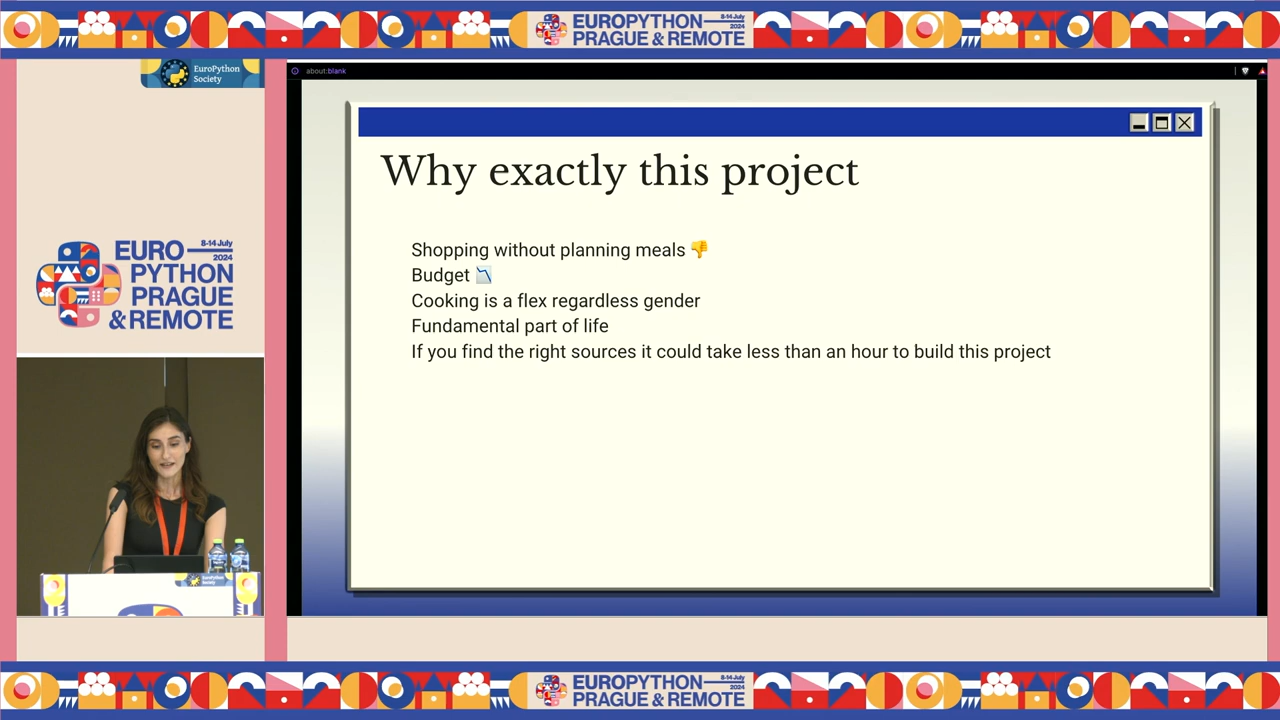 EUROPYTHON
8-14 July
2024
PRAGUE & REMOTE
EuroPython
Society
about:blank
Why exactly this project
Shopping without planning meals 👎
Budget 📉
Cooking is a flex regardless gender
Fundamental part of life
If you find the right sources it could take less than an hour to build this project
EURO
8-14 July
2024
PYTHON
PRAGUE
& REMOTE
EuroPython
Society
EUROPYTHON
8-14 July
2024
PRAGUE & REMOTE